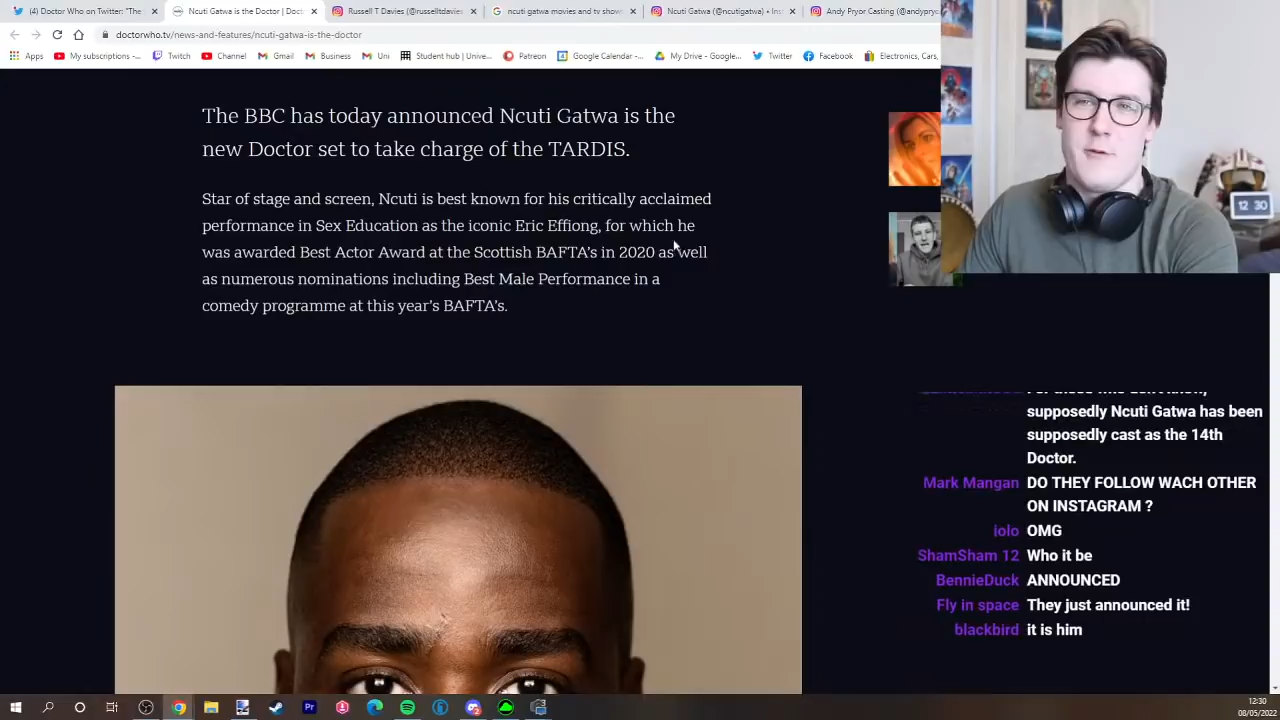 (4) Doctor Who on Twitter: "The
Ncuti Gatwa is the Doctor | Doct
Russell T Davies (@russelltdavies
ncuti gatwa movies and tv show
Ncuti Gatwa (@ncutigatwa) • Inst
Andy Pryor Casting (@andypryc
doctorwho.tv/news-and-features/ncuti-gatwa-is-the-doctor
Apps
My subscriptions -...
Twitch
Channel
Gmail
Business
Uni
Student hub | Unive...
Patreon
Google Calendar -...
My Drive - Google...
Twitter
Facebook
Electronics, Cars,
The BBC has today announced Ncuti Gatwa is the
new Doctor set to take charge of the TARDIS.
Star of stage and screen, Ncuti is best known for his critically acclaimed
performance in Sex Education as the iconic Eric Effiong, for which he
was awarded Best Actor Award at the Scottish BAFTA's in 2020 as well
as numerous nominations including Best Male Performance in a
comedy programme at this year's BAFTA's.
12 30
supposedly Ncuti Gatwa has been
supposedly cast as the 14th
Doctor.
Mark Mangan DO THEY FOLLOW WACH OTHER
ON INSTAGRAM ?
iolo OMG
ShamSham 12 Who it be
BennieDuck ANNOUNCED
Fly in space They just announced it!
blackbird it is him
12:30
08/05/2022